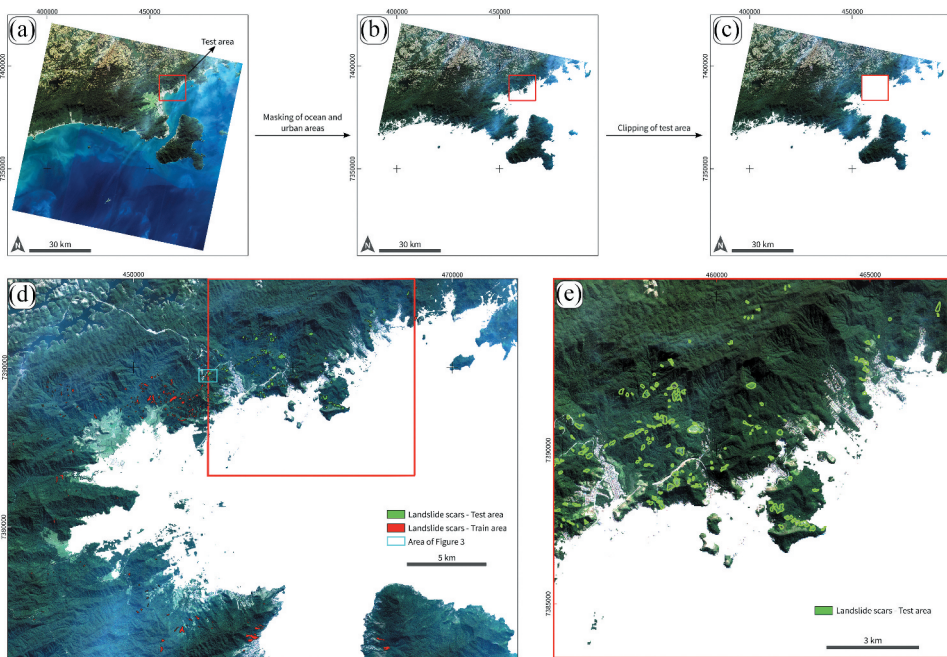 400000
450000
400000
450000
400000
450000
(a)
(b)
(c)
Test area
7400000
7400000
7400000
Masking of ocean and
urban areas
Clipping of test area
7350000
7350000
7350000
N
30 km
N
30 km
N
30 km
450000
470000
460000
465000
(d)
(e)
7390000
7390000
7380000
Landslide scars - Test area
Landslide scars - Train area
Area of Figure 3
5 km
7385000
Landslide scars - Test area
3 km